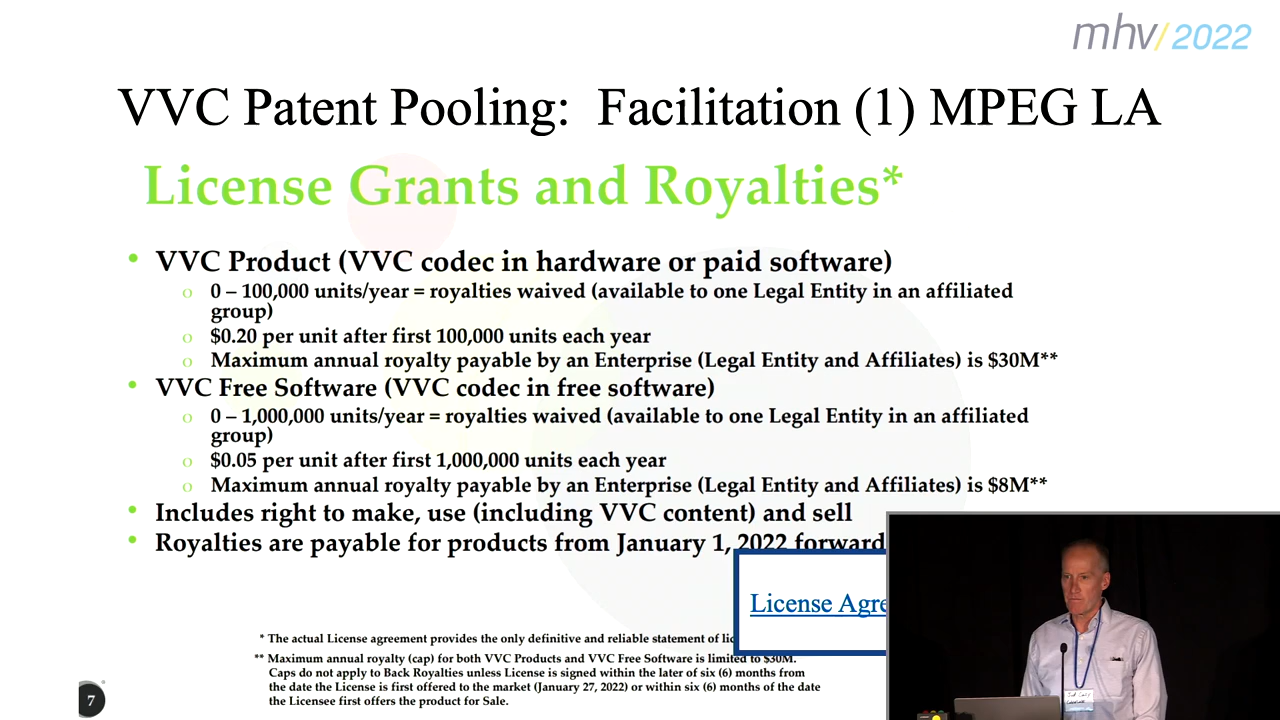 mhv/2022
VVC Patent Pooling: Facilitation (1) MPEG LA
License Grants and Royalties*
• VVC Product (VVC codec in hardware or paid software)
o 0 – 100,000 units/year = royalties waived (available to one Legal Entity in an affiliated
group)
o $0.20 per unit after first 100,000 units each year
o Maximum annual royalty payable by an Enterprise (Legal Entity and Affiliates) is $30M**
• VVC Free Software (VVC codec in free software)
o 0 – 1,000,000 units/year = royalties waived (available to one Legal Entity in an affiliated
group)
o $0.05 per unit after first 1,000,000 units each year
o Maximum annual royalty payable by an Enterprise (Legal Entity and Affiliates) is $8M**
• Includes right to make, use (including VVC content) and sell
• Royalties are payable for products from January 1, 2022 forward
License Agre
* The actual License agreement provides the only definitive and reliable statement of lic
** Maximum annual royalty (cap) for both VVC Products and VVC Free Software is limited to $30M.
Caps do not apply to Back Royalties unless License is signed within the later of six (6) months from
the date the License is first offered to the market (January 27, 2022) or within six (6) months of the date
the Licensee first offers the product for Sale.
7